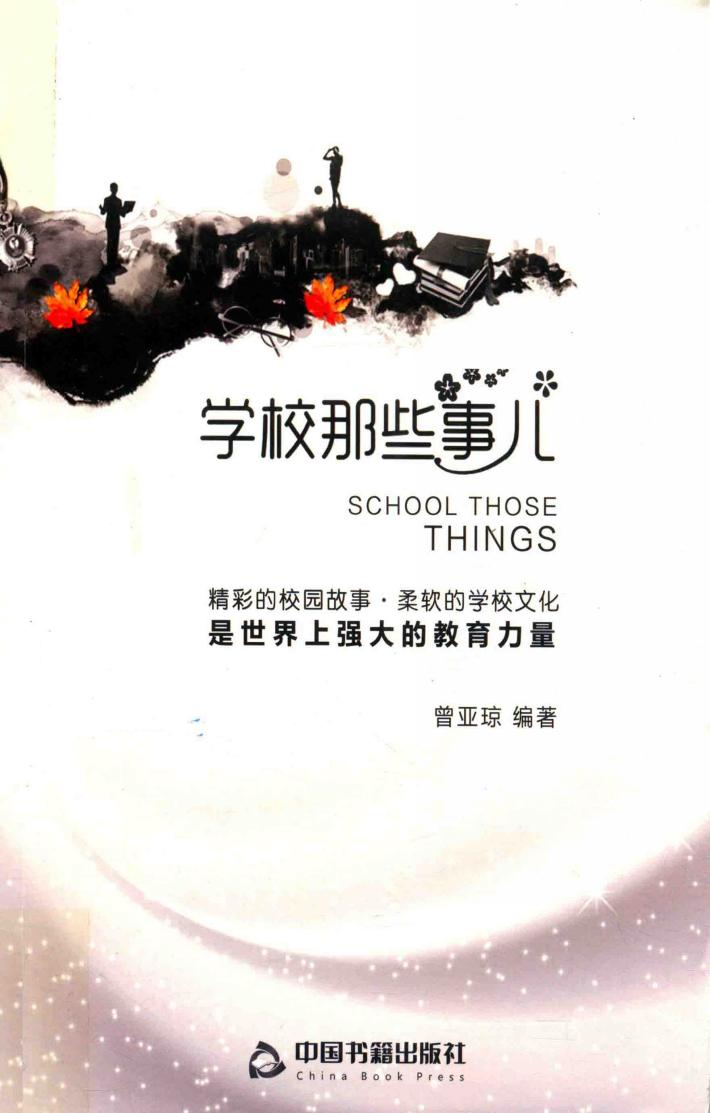 学校那些事儿
SCHOOL THOSE
THINGS
精彩的校园故事·柔软的学校文化
是世界上强大的教育力量
曾亚琼 编著
中国书籍出版社
China Book Press